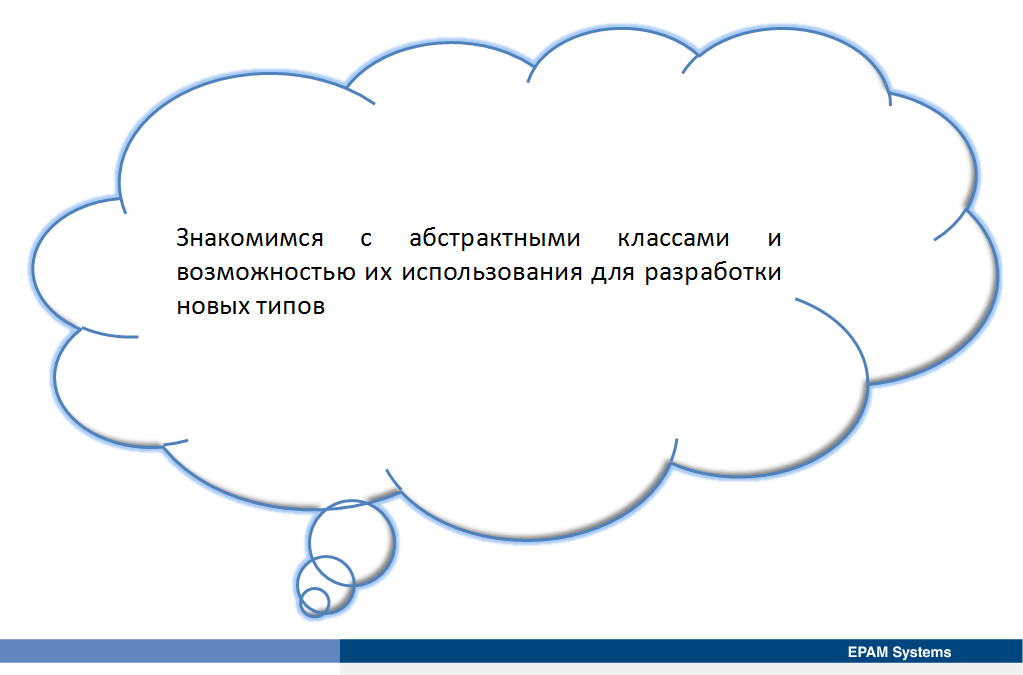 Знакомимся с абстрактными классами и
возможностью их использования для разработки
новых типов
EPAM Systems